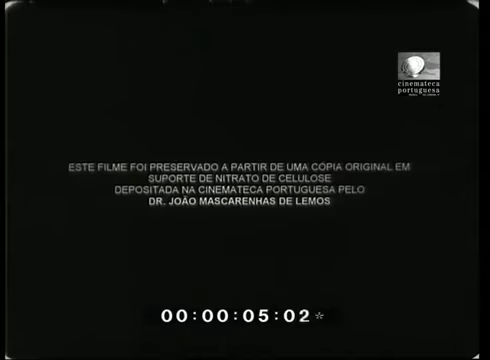 cinemateca
portuguesa
ESTE FILME FOI PRESERVADO A PARTIR DE UMA CÓPIA ORIGINAL EM
SUPORTE DE NITRATO DE CELULOSE
DEPOSITADA NA CINEMATECA PORTUGUESA PELO
DR. JOÃO MASCARENHAS DE LEMOS
00:00:05:02*